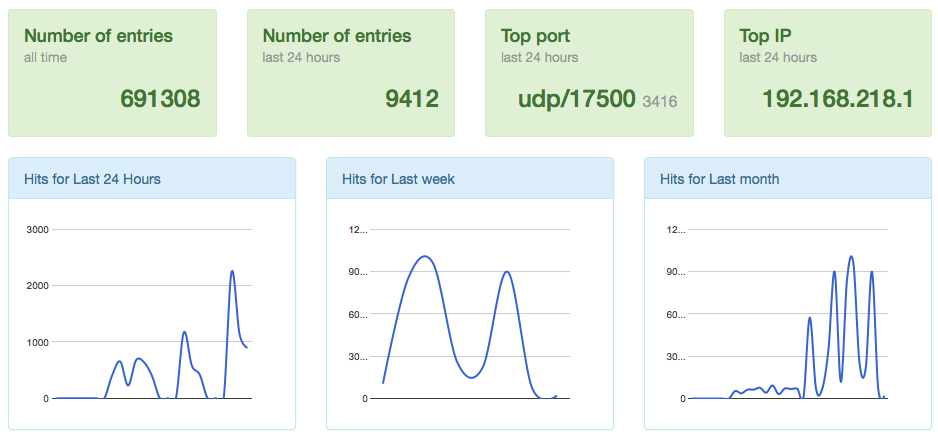 Number of entries
all time
691308
Number of entries
last 24 hours
9412
Top port
last 24 hours
udp/17500 3416
Top IP
last 24 hours
192.168.218.1
Hits for Last 24 Hours
3000
2000
1000
0
Hits for Last week
12...
90...
60...
30...
0
Hits for Last month
12...
90...
60...
30...
0